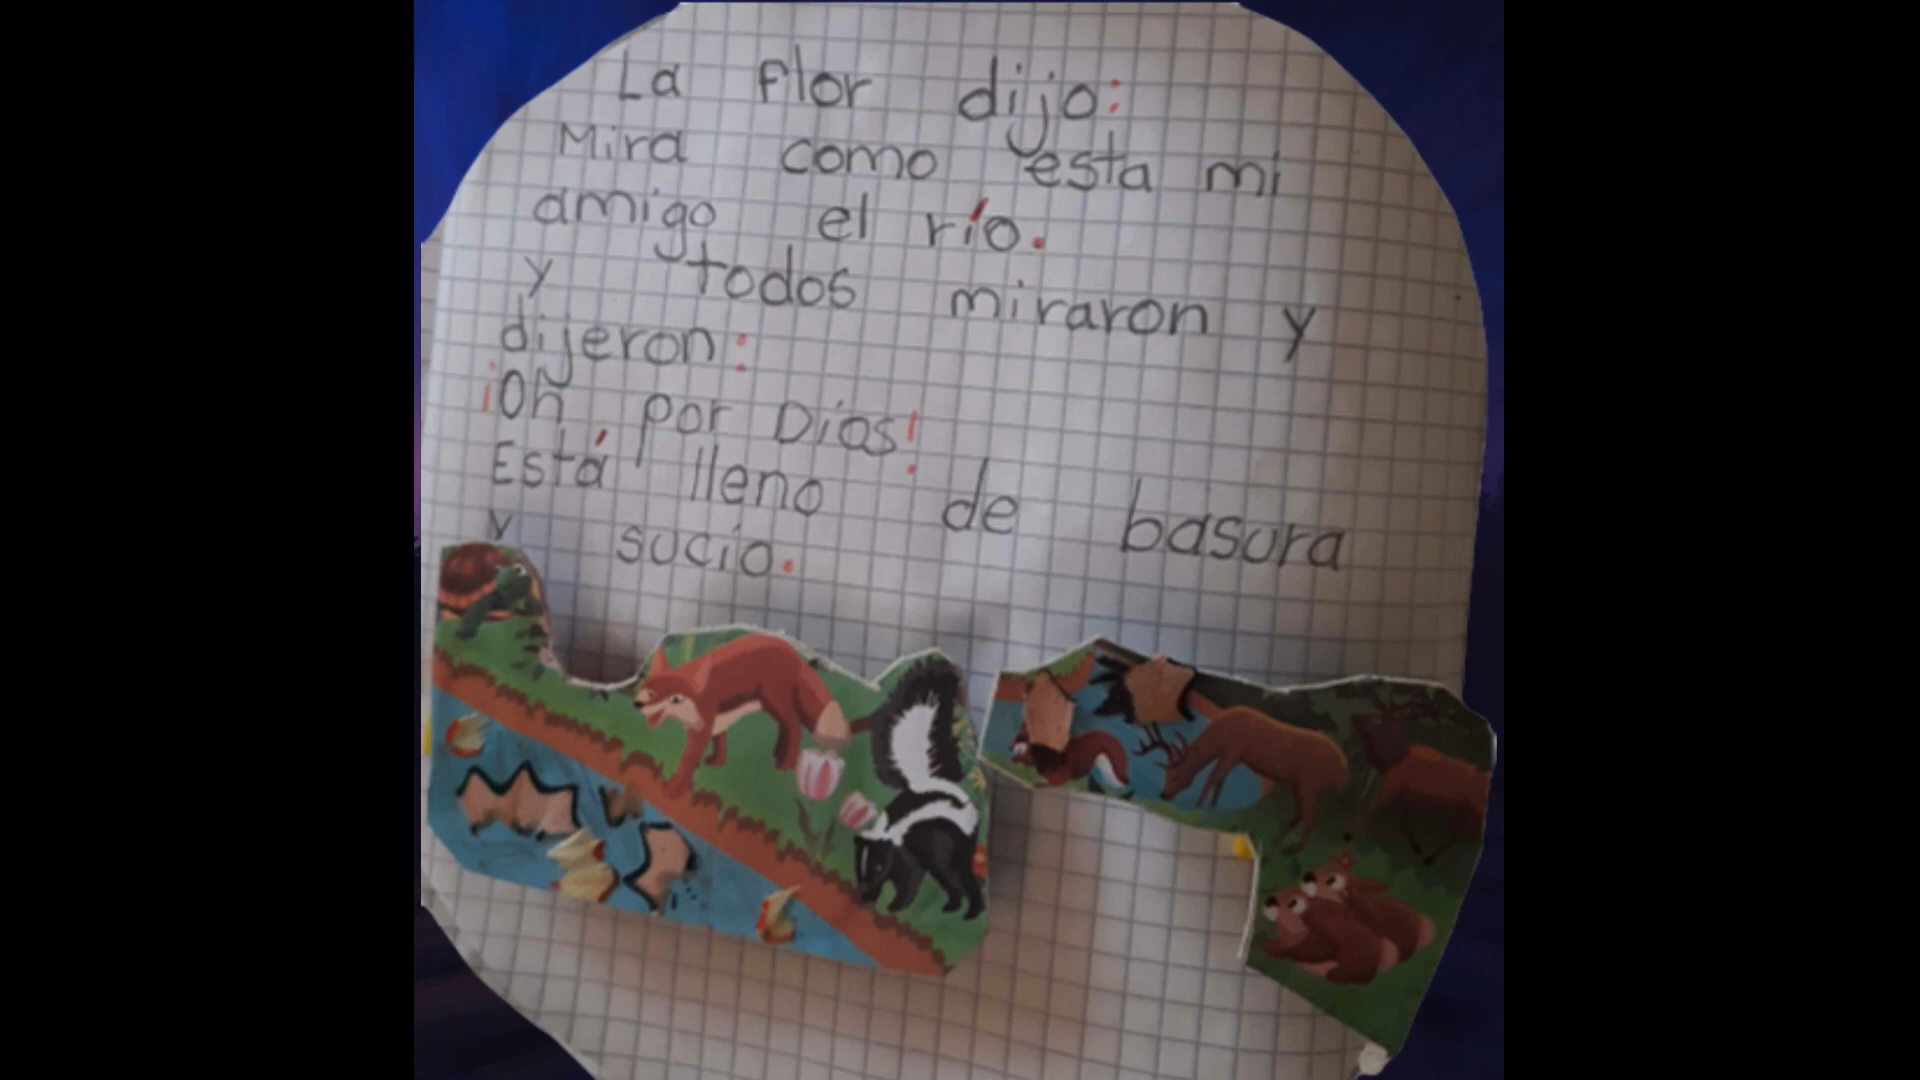 La flor dijo:
Mira como esta mi
amigo el río.
y todos miraron y
dijeron:
¡Oh por Dios!
Está lleno de basura
y sucio.